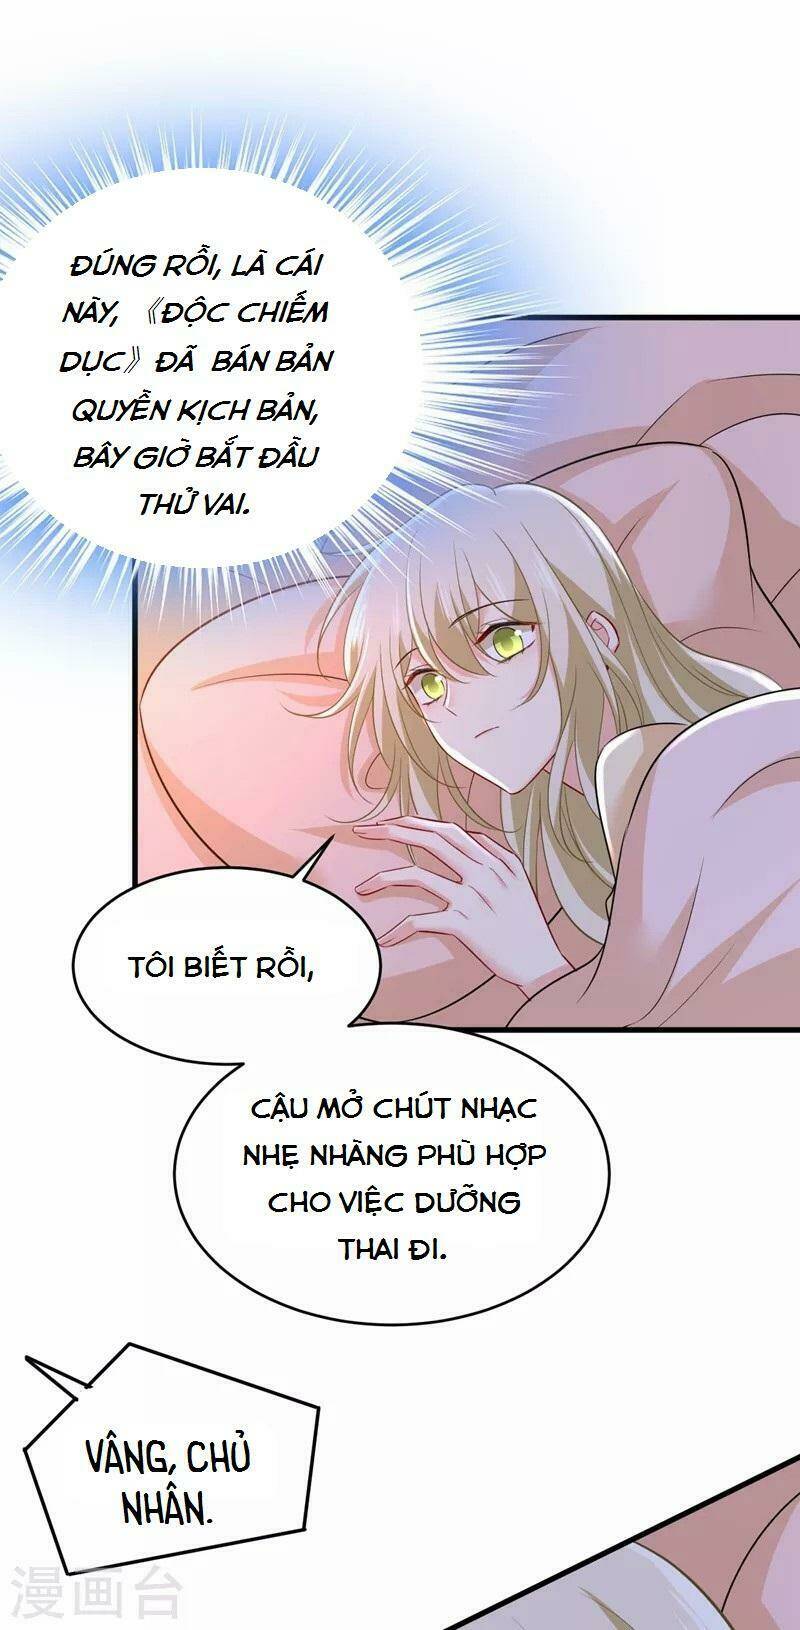 ĐÚNG RỒI, LÀ CÁI
NÀY, 《ĐỘC CHIẾM
DỤC》 ĐÃ BÁN BẢN
QUYỀN KỊCH BẢN,
BÂY GIỜ BẮT ĐẦU
THỬ VAI.
TÔI BIẾT RỒI,
CẬU MỞ CHÚT NHẠC
NHẸ NHÀNG PHÙ HỢP
CHO VIỆC DƯỠNG
THAI ĐI.
VÂNG, CHỦ
NHÂN.
漫画台